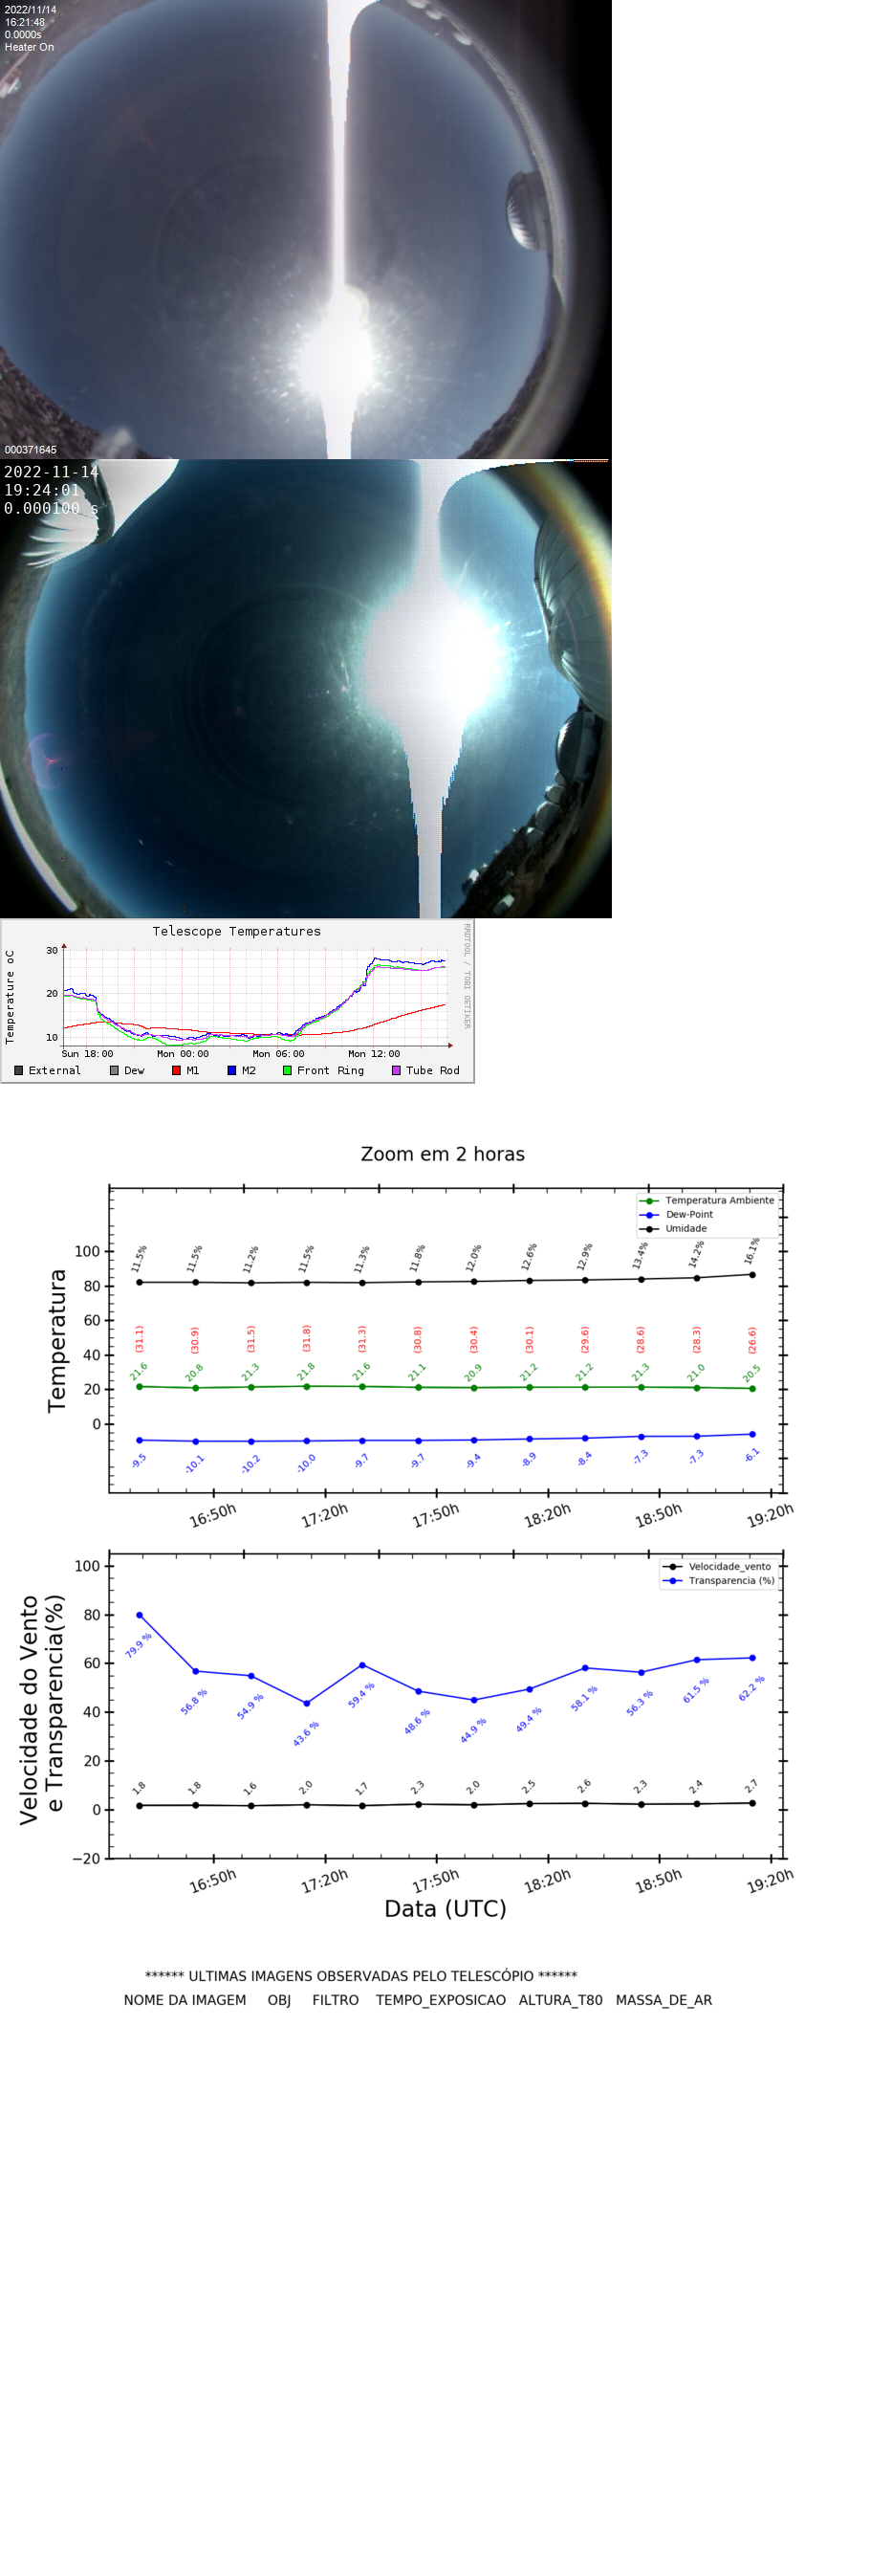 2022/11/14
16:21:48
0.0000s
Heater On
000371645
2022-11-14
19:24:01
0.000100 s
Telescope Temperatures
RRDTOOL / TOBI OETIKER
Temperature oC
30
20
10
Sun 18:00 Mon 00:00 Mon 06:00 Mon 12:00
External Dew M1 M2 Front Ring Tube Rod
Zoom em 2 horas
Temperatura Ambiente
Dew-Point
Umidade
Temperatura
100
80
60
40
20
0
11.5% 11.5% 11.2% 11.5% 11.3% 11.8% 12.0% 12.6% 12.9% 13.4% 14.2% 16.1%
(31.1) (30.9) (31.5) (31.8) (31.3) (30.8) (30.4) (30.1) (29.6) (28.6) (28.3) (26.6)
21.6 20.8 21.3 21.8 21.6 21.1 20.9 21.2 21.2 21.3 21.0 20.5
-9.5 -10.1 -10.2 -10.0 -9.7 -9.7 -9.4 -8.9 -8.4 -7.3 -7.3 -6.1
16:50h 17:20h 17:50h 18:20h 18:50h 19:20h
Velocidade_vento
Transparencia (%)
Velocidade do Vento
e Transparencia(%)
100
80
60
40
20
0
−20
79.9 % 56.8 % 54.9 % 43.6 % 59.4 % 48.6 % 44.9 % 49.4 % 58.1 % 56.3 % 61.5 % 62.2 %
1.8 1.8 1.6 2.0 1.7 2.3 2.0 2.5 2.6 2.3 2.4 2.7
16:50h 17:20h 17:50h 18:20h 18:50h 19:20h
Data (UTC)
****** ULTIMAS IMAGENS OBSERVADAS PELO TELESCÓPIO ******
NOME DA IMAGEM OBJ FILTRO TEMPO_EXPOSICAO ALTURA_T80 MASSA_DE_AR